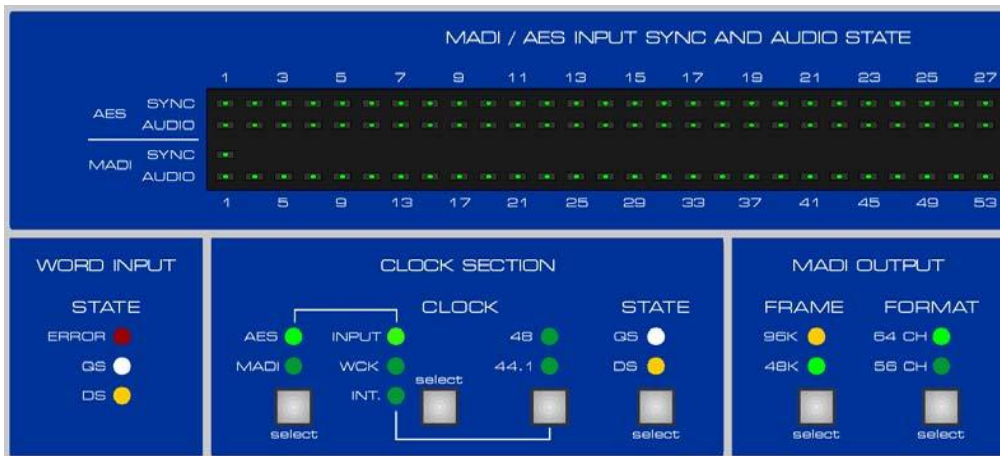 MADI / AES INPUT SYNC AND AUDIO STATE
1 3 5 7 9 11 13 15 17 19 21 23 25 27
AES SYNC
AUDIO
MADI SYNC
AUDIO
1 5 9 13 17 21 25 29 33 37 41 45 49 53
WORD INPUT
STATE
ERROR
QS
DS
CLOCK SECTION
CLOCK
STATE
AES INPUT 48 QS
MADI WCK 44.1 DS
INT.
select
select
select
MADI OUTPUT
FRAME FORMAT
96K 64 CH
48K 56 CH
select select